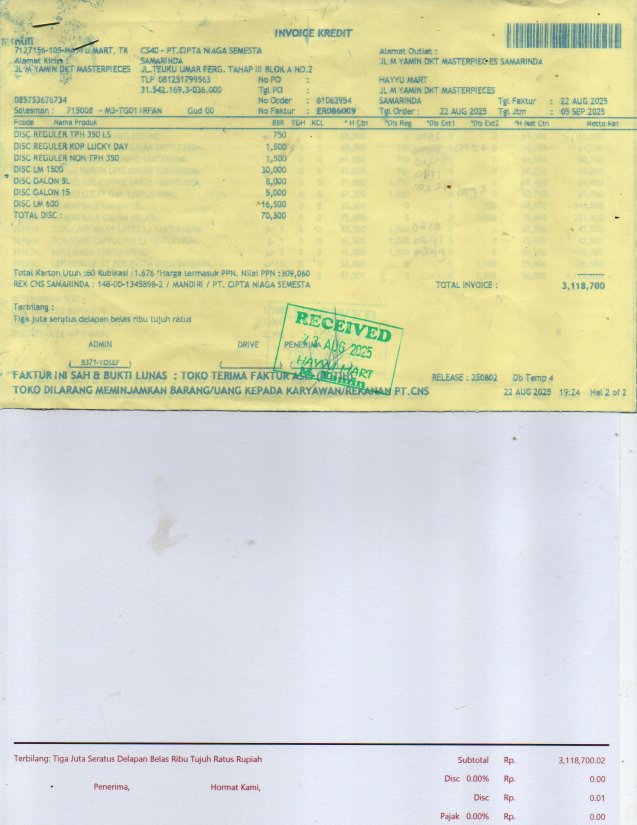 INVOICE KREDIT
null
7127156-105-HAYYU MART, TK C540 - PT.CIPTA NIAGA SEMESTA Alamat Outlet :
Alamat Kirim : SAMARINDA JL M YAMIN DKT MASTERPIECES SAMARINDA
JL M YAMIN DKT MASTERPIECES JL.TEUKU UMAR PERG. TAHAP III BLOK A NO.2
TLP 081251799563 No PO : HAYYU MART
31.542.169.3-036.000 Tgl PO : JL M YAMIN DKT MASTERPIECES
085753676734 No Order : 61063954 SAMARINDA Tgl Faktur : 22 AUG 2025
Salesman : 715008 - M3-TG01 IRFAN Gud 00 No Faktur : ER086009 Tgl Order : 22 AUG 2025 Tgl Jtm : 05 SEP 2025
Pcode Nama Produk BSR TGH KCL *H Ctn *Dis Reg *Dis Ext1 *Dis Ext2 *H Net Ctn Netto Ket
DISC REGULER TPH 350 LS 750
DISC REGULER KOP LUCKY DAY 1,500
DISC REGULER NON TPH 350 1,500
DISC LM 1500 30,000
DISC GALON 5L 8,000
DISC GALON 15 5,000
DISC LM 600 16,500
TOTAL DISC : 70,300
Total Karton Utuh :60 Kubikasi :1.676 *Harga termasuk PPN. Nilai PPN :309,060
REK CNS SAMARINDA : 148-00-1345898-2 / MANDIRI / PT. CIPTA NIAGA SEMESTA TOTAL INVOICE : 3,118,700
Terbilang :
Tiga juta seratus delapan belas ribu tujuh ratus
ADMIN DRIVE PENERIMA
RECEIVED
AUG 2025
HAYYU MART
( 8371-YOSEF )
FAKTUR INI SAH & BUKTI LUNAS : TOKO TERIMA FAKTUR RELEASE : 250802 Db Temp 4
TOKO DILARANG MEMINJAMKAN BARANG/UANG KEPADA KARYAWAN/REKANAN PT.CNS 22 AUG 2025 19:24 Hal 2 of 2
Terbilang: Tiga Juta Seratus Delapan Belas Ribu Tujuh Ratus Rupiah Subtotal Rp. 3,118,700.02
Disc 0.00% Rp. 0.00
Penerima, Hormat Kami,
Disc Rp. 0.01
Pajak 0.00% Rp. 0.00